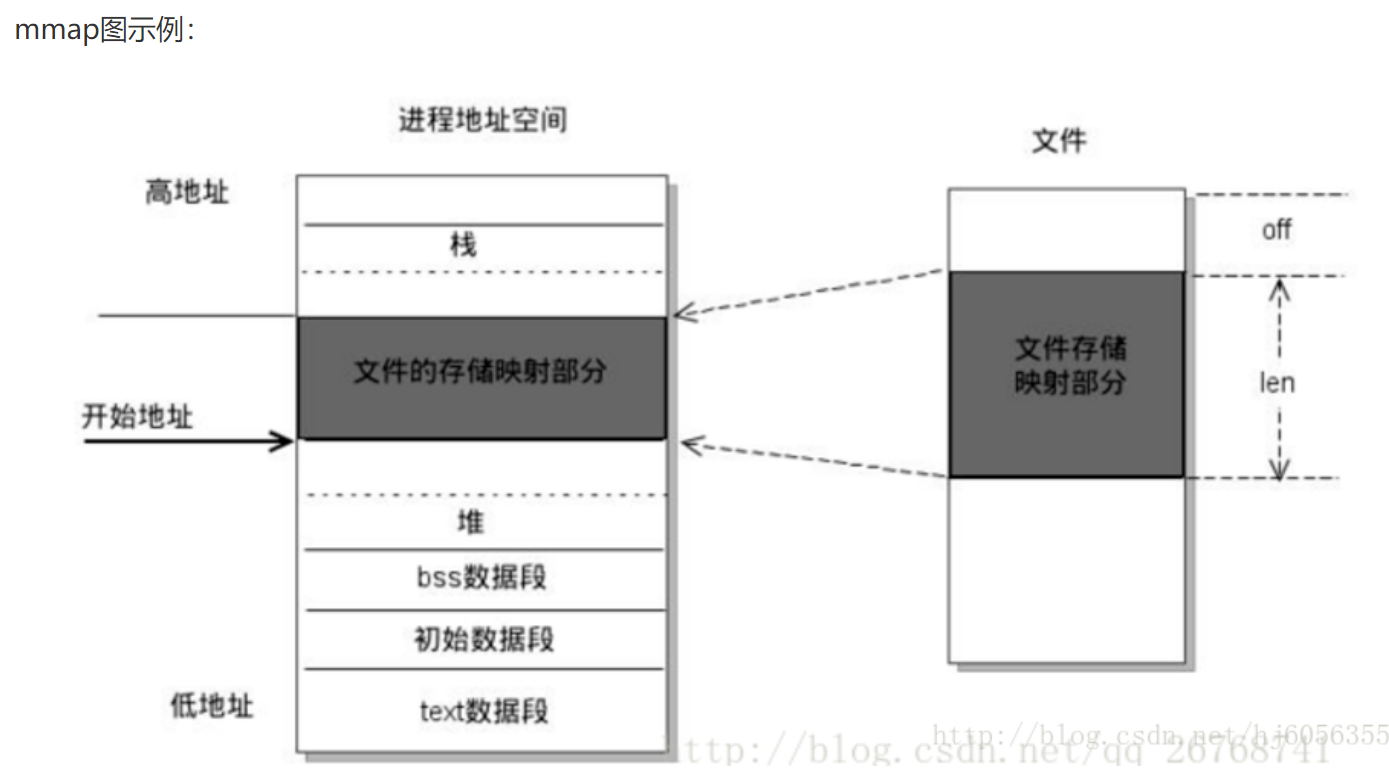 mmap图示例：
进程地址空间
文件
高地址
栈
off
文件的存储映射部分
文件存储
映射部分
len
开始地址
堆
bss数据段
初始数据段
低地址
text数据段
http://blog.csdn.net/hj6056355
http://blog.csdn.net/qq_26768741